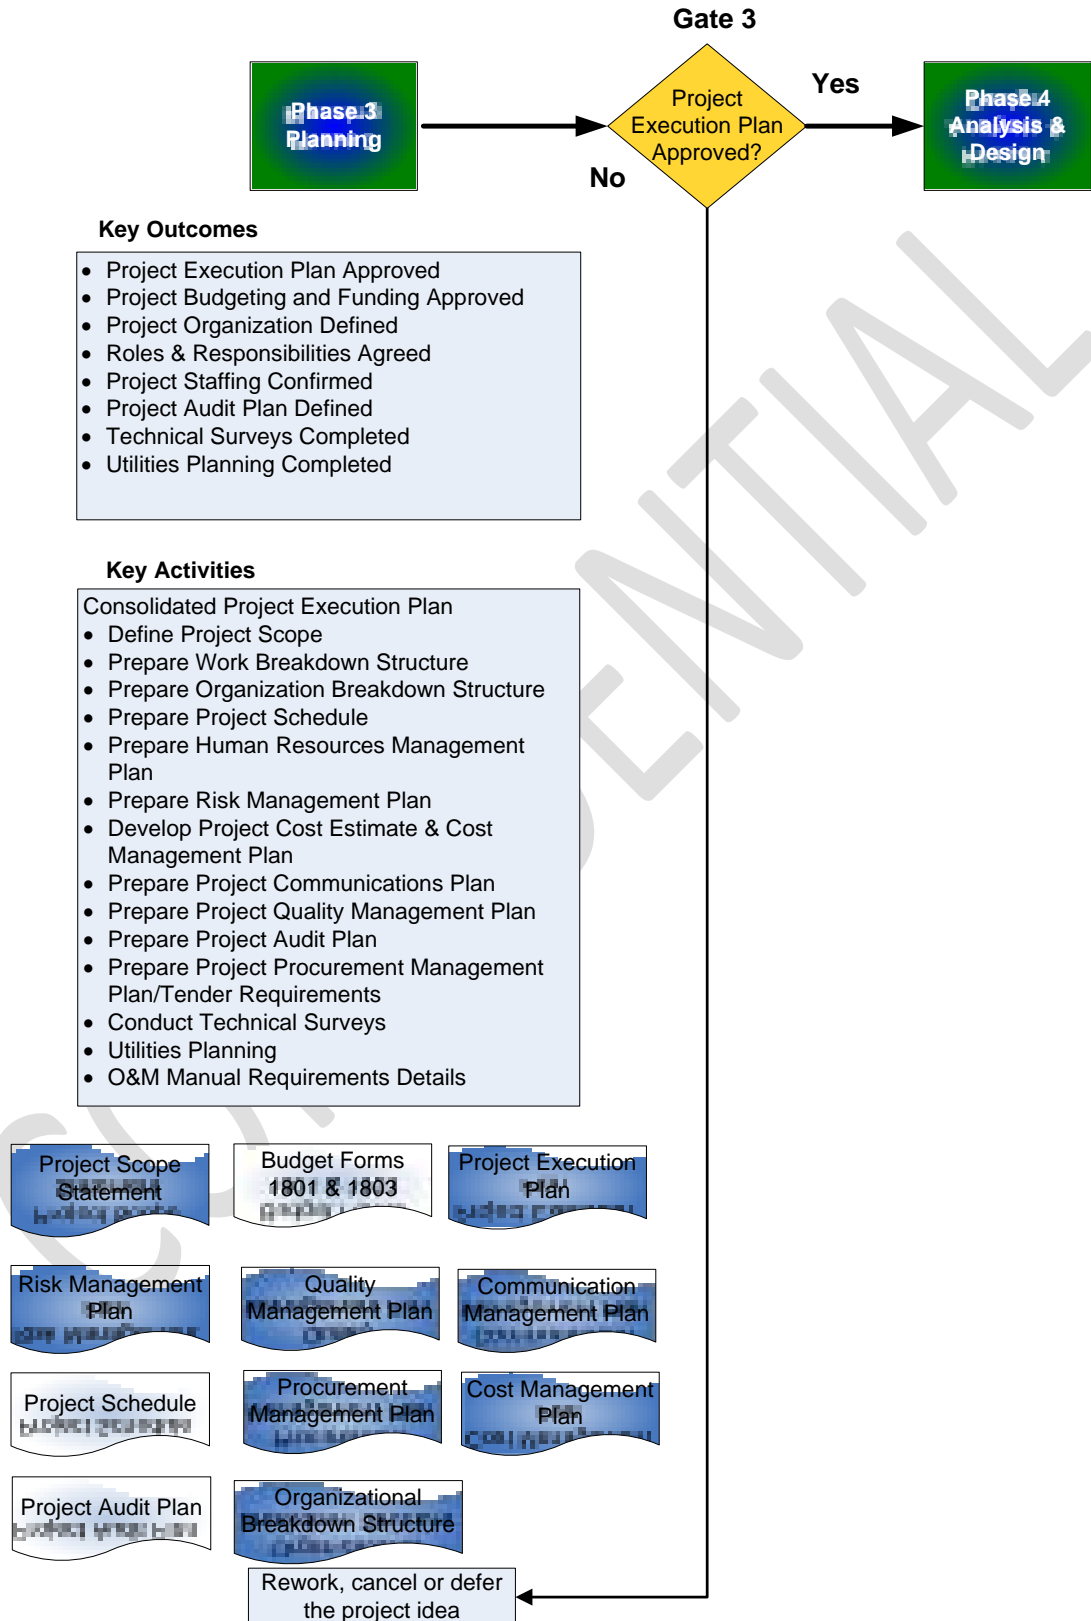 Gate 3
Phase 3
Planning
Project
Execution Plan
Approved?
Yes
No
Phase 4
Analysis &
Design
Key Outcomes
• Project Execution Plan Approved
• Project Budgeting and Funding Approved
• Project Organization Defined
• Roles & Responsibilities Agreed
• Project Staffing Confirmed
• Project Audit Plan Defined
• Technical Surveys Completed
• Utilities Planning Completed
Key Activities
Consolidated Project Execution Plan
• Define Project Scope
• Prepare Work Breakdown Structure
• Prepare Organization Breakdown Structure
• Prepare Project Schedule
• Prepare Human Resources Management
Plan
• Prepare Risk Management Plan
• Develop Project Cost Estimate & Cost
Management Plan
• Prepare Project Communications Plan
• Prepare Project Quality Management Plan
• Prepare Project Audit Plan
• Prepare Project Procurement Management
Plan/Tender Requirements
• Conduct Technical Surveys
• Utilities Planning
• O&M Manual Requirements Details
Project Scope
Statement
Budget Forms
1801 & 1803
Project Execution
Plan
Risk Management
Plan
Quality
Management Plan
Communication
Management Plan
Project Schedule
Procurement
Management Plan
Cost Management
Plan
Project Audit Plan
Organizational
Breakdown Structure
Rework, cancel or defer
the project idea